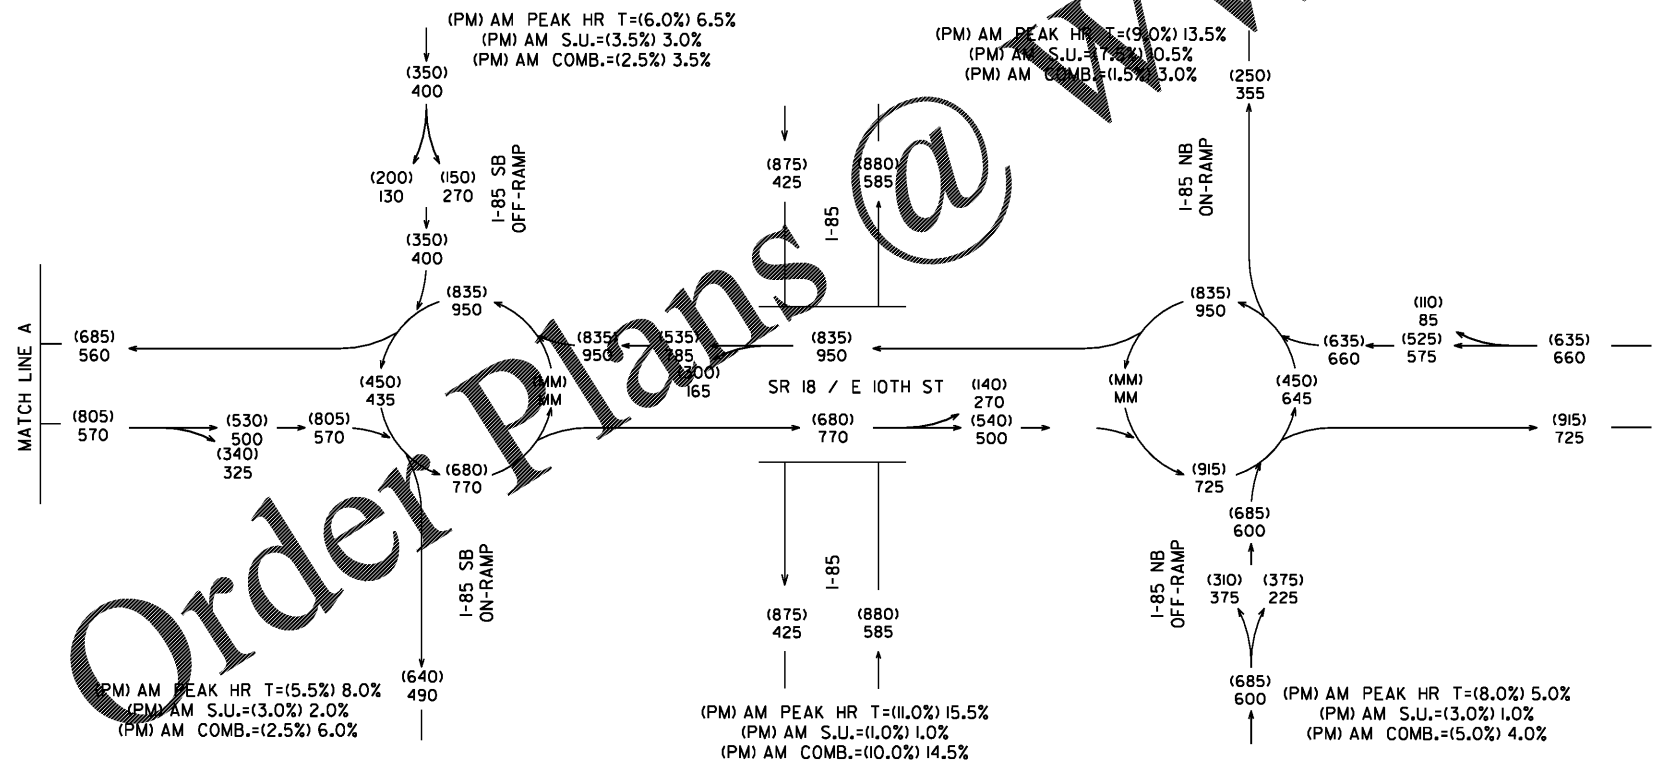 (PM) AM PEAK HR T=(6.0%) 6.5%
(PM) AM S.U.=(3.5%) 3.0%
(PM) AM COMB.=(2.5%) 3.5%
(PM) AM PEAK HR T=(9.0%) 13.5%
(PM) AM S.U.=(7.5%) 10.5%
(PM) AM COMB.=(1.5%) 3.0%
(350)
400
(250)
355
(200)
130
(150)
270
I-85 SB
OFF-RAMP
(350)
400
(875)
425
(880)
585
I-85
I-85 NB
ON-RAMP
MATCH LINE A
(685)
560
(835)
950
(835)
950
(535)
785
(300)
165
(835)
950
(835)
950
(110)
85
(635)
660
(525)
575
(635)
660
(450)
435
(MM)
MM
SR 18 / E 10TH ST
(140)
270
(MM)
MM
(450)
645
(805)
570
(530)
500
(340)
325
(805)
570
(680)
770
(680)
770
(540)
500
(915)
725
(915)
725
(685)
600
I-85 SB
ON-RAMP
I-85
I-85 NB
OFF-RAMP
(310)
375
(375)
225
(875)
425
(880)
585
(640)
490
(685)
600
(PM) AM PEAK HR T=(5.5%) 8.0%
(PM) AM S.U.=(3.0%) 2.0%
(PM) AM COMB.=(2.5%) 6.0%
(PM) AM PEAK HR T=(11.0%) 15.5%
(PM) AM S.U.=(1.0%) 1.0%
(PM) AM COMB.=(10.0%) 14.5%
(PM) AM PEAK HR T=(8.0%) 5.0%
(PM) AM S.U.=(3.0%) 1.0%
(PM) AM COMB.=(5.0%) 4.0%
Order Plans @